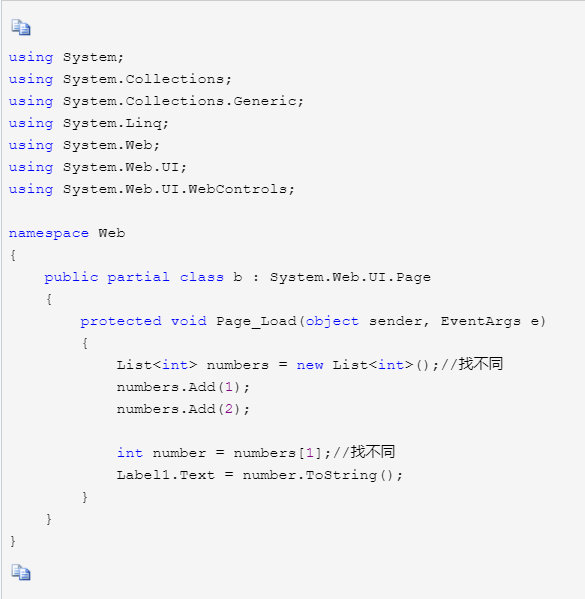 using System;
using System.Collections;
using System.Collections.Generic;
using System.Linq;
using System.Web;
using System.Web.UI;
using System.Web.UI.WebControls;

namespace Web
{
    public partial class b : System.Web.UI.Page
    {
        protected void Page_Load(object sender, EventArgs e)
        {
            List<int> numbers = new List<int>();//找不同
            numbers.Add(1);
            numbers.Add(2);

            int number = numbers[1];//找不同
            Label1.Text = number.ToString();
        }
    }
}